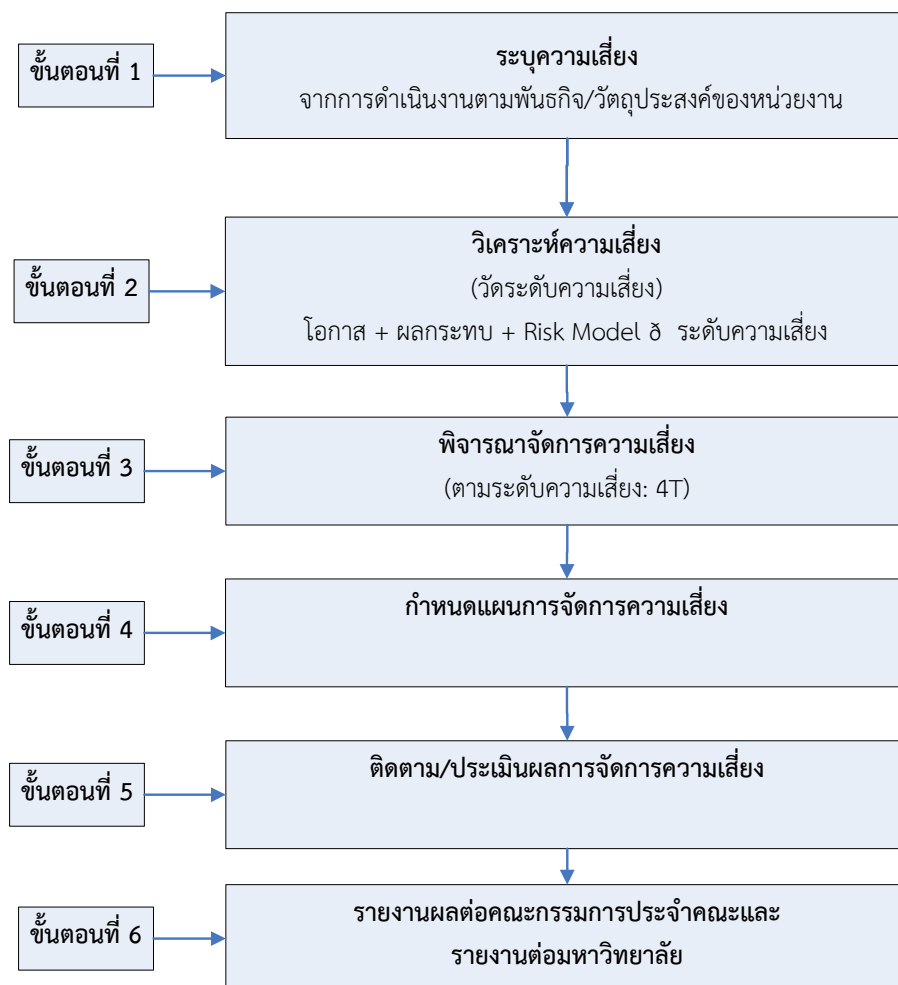 ขั้นตอนที่ 1
ระบุความเสี่ยง
จากการดำเนินงานตามพันธกิจ/วัตถุประสงค์ของหน่วยงาน
ขั้นตอนที่ 2
วิเคราะห์ความเสี่ยง
(วัดระดับความเสี่ยง)
โอกาส + ผลกระทบ + Risk Model ð ระดับความเสี่ยง
ขั้นตอนที่ 3
พิจารณาจัดการความเสี่ยง
(ตามระดับความเสี่ยง: 4T)
ขั้นตอนที่ 4
กำหนดแผนการจัดการความเสี่ยง
ขั้นตอนที่ 5
ติดตาม/ประเมินผลการจัดการความเสี่ยง
ขั้นตอนที่ 6
รายงานผลต่อคณะกรรมการประจำคณะและ
รายงานต่อมหาวิทยาลัย